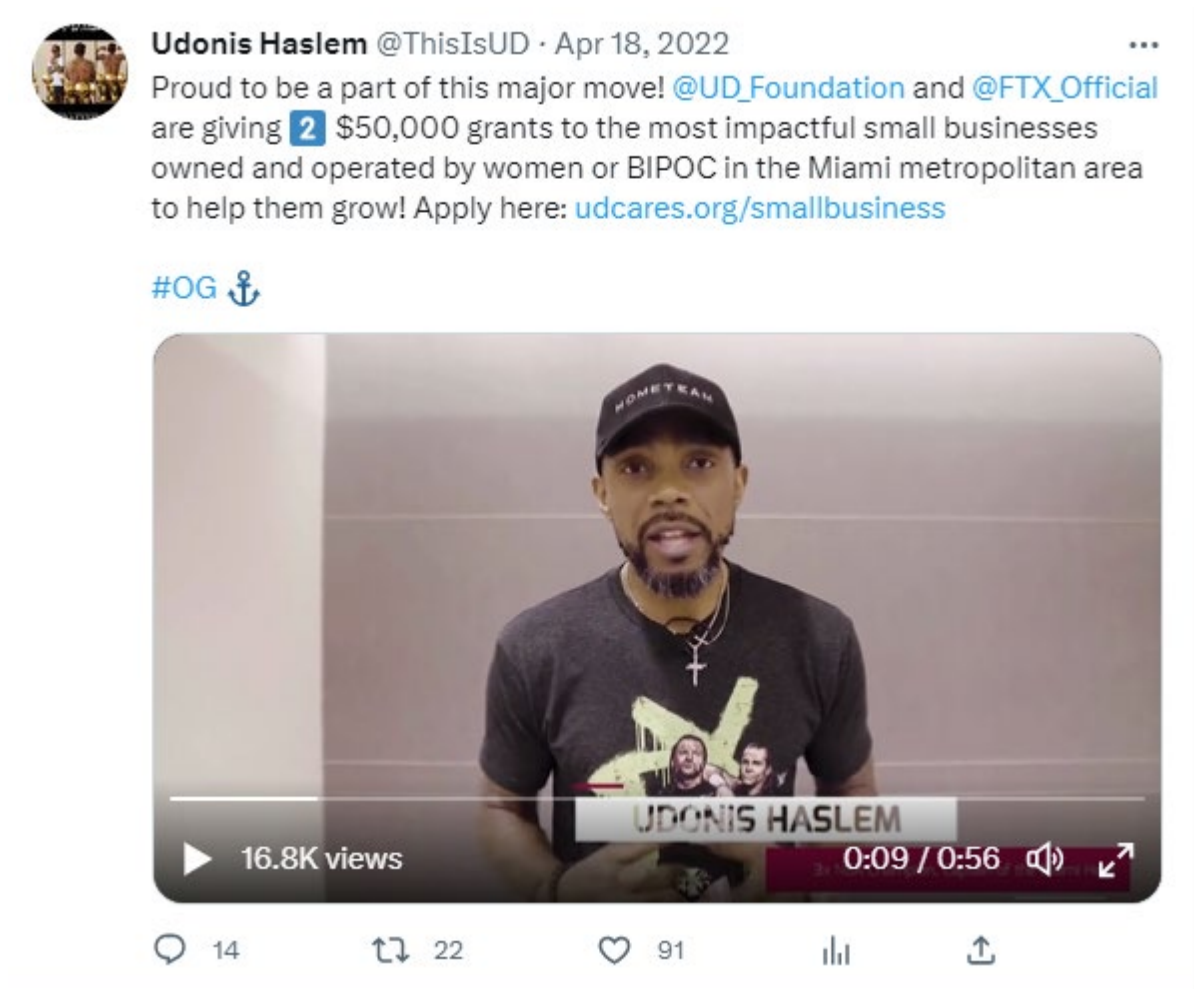 Udonis Haslem @ThisIsUD · Apr 18, 2022
Proud to be a part of this major move! @UD_Foundation and @FTX_Official
are giving 2️⃣ $50,000 grants to the most impactful small businesses
owned and operated by women or BIPOC in the Miami metropolitan area
to help them grow! Apply here: udcares.org/smallbusiness
#OG ⚓
HOMETEAM
UDONIS HASLEM
16.8K views
0:09 / 0:56
14
22
91